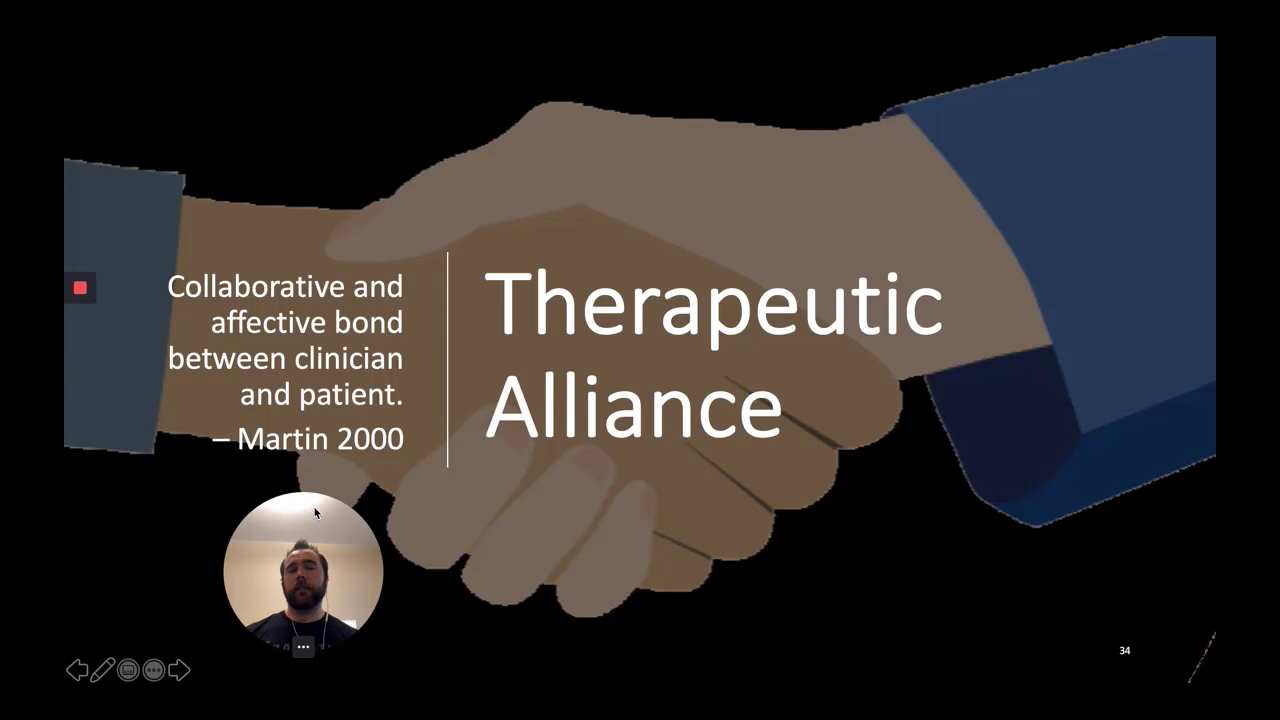 Collaborative and
affective bond
between clinician
and patient.
– Martin 2000
Therapeutic
Alliance
34